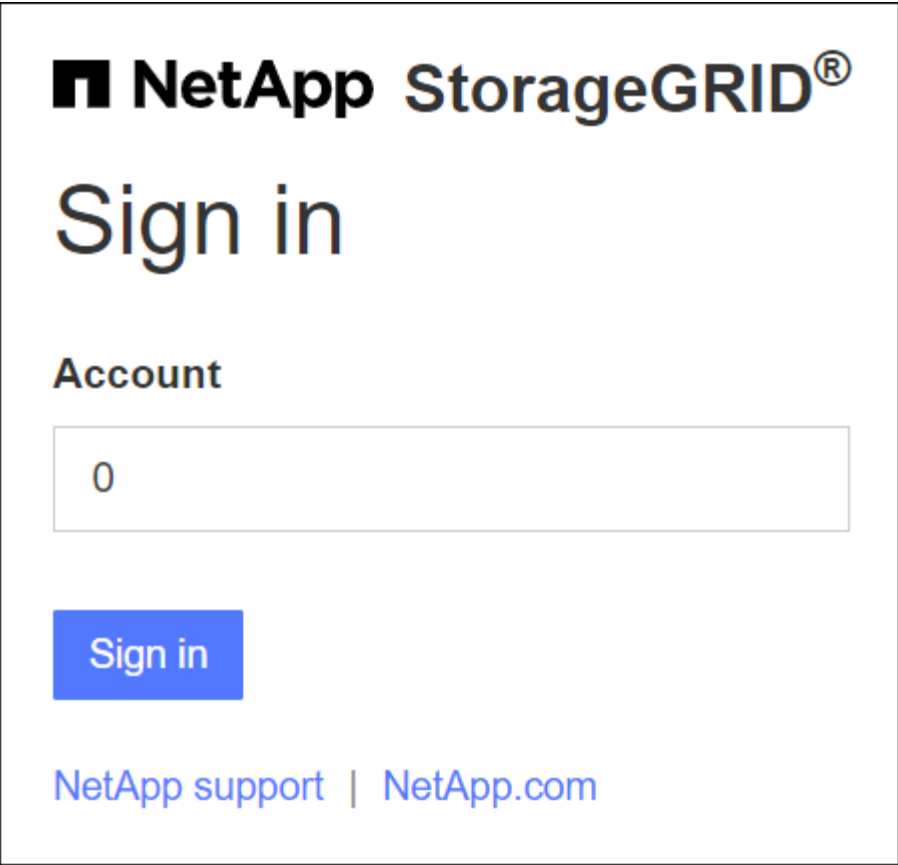 NetApp StorageGRID®
Sign in
Account
0
Sign in
NetApp support | NetApp.com